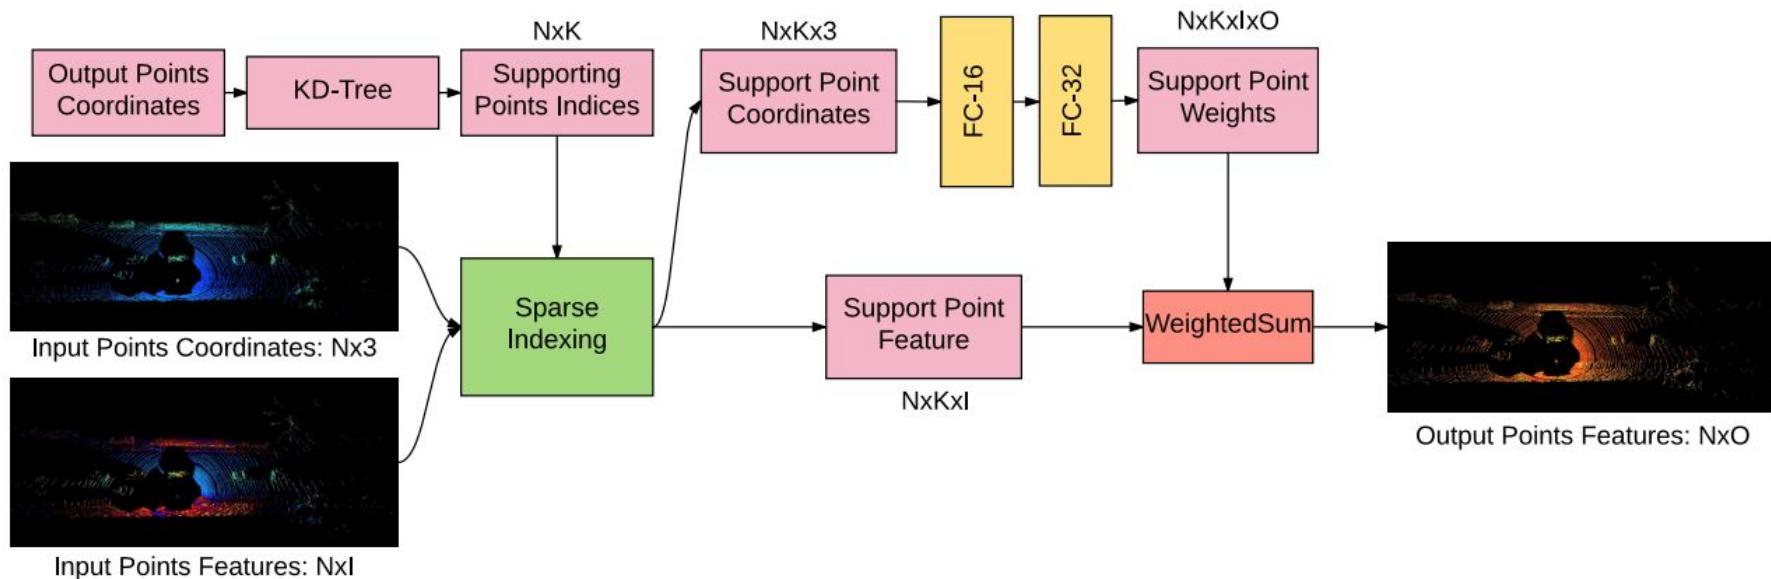 NxK
NxKx3
NxKxIxO
Output Points
Coordinates
KD-Tree
Supporting
Points Indices
Support Point
Coordinates
FC-16
FC-32
Support Point
Weights
Input Points Coordinates: Nx3
Sparse
Indexing
Support Point
Feature
NxKxI
WeightedSum
Output Points Features: NxO
Input Points Features: NxI